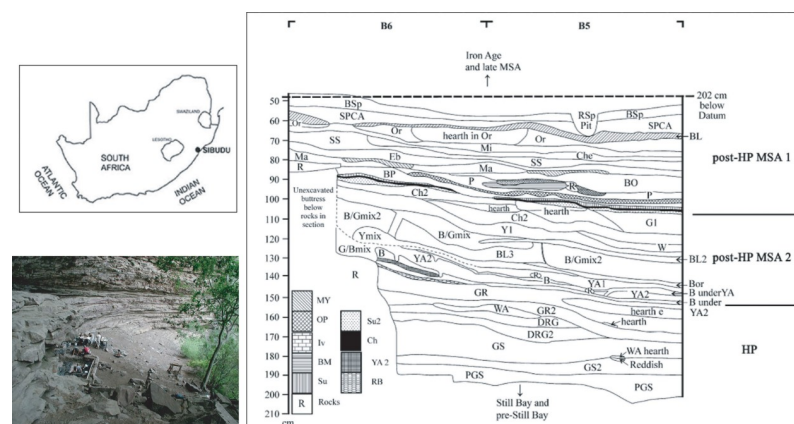 SOUTH
AFRICA
SWAZILAND
LESOTHO
SIBUDU
ATLANTIC
OCEAN
INDIAN
OCEAN
B6 B5
Iron Age
and late MSA
202 cm
below
Datum
50
60
70
80
90
100
110
120
130
140
150
160
170
180
190
200
210
cm
BSp RSp BSp
SPCA Pit SPCA
Or Or hearth in Or Or BL
SS Mi Che
Ma Eb Ma SS
R BP P R BO
P
Ch2 hearth hearth
Ch2 G1
Unexcavated
buttress
below
rocks in
section
B/Gmix2 B/Gmix Y1 W
Ymix BL3 B/Gmix2 BL2
G/Bmix B YA2 R B YA1 Bor
R YA2 B under YA
R GR B under
YA2
WA GR2 hearth c
DRG hearth
DRG2
GS WA hearth
Reddish
GS2
PGS PGS
post-HP MSA 1
post-HP MSA 2
HP
MY
OP Su2
Iv Ch
BM YA 2
Su RB
R Rocks
Still Bay and
pre-Still Bay